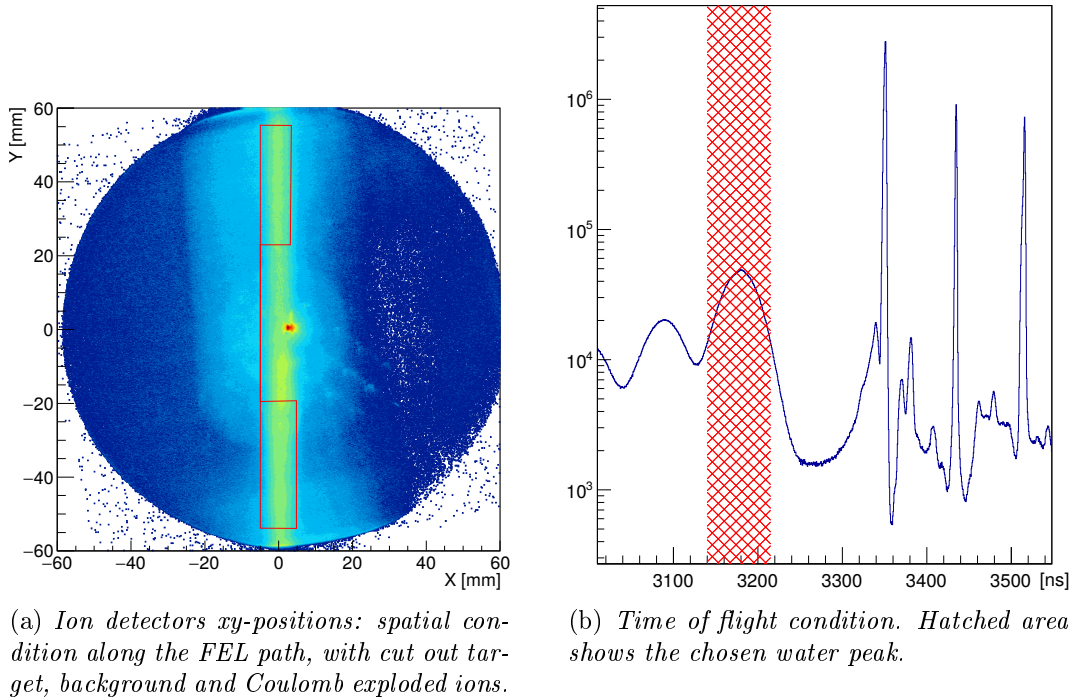 60
40
20
0
−20
−40
−60
Y [mm]
−60
−40
−20
0
20
40
60
X [mm]
10^6
10^5
10^4
10^3
3100
3200
3300
3400
3500
[ns]
(a) Ion detectors xy-positions: spatial con-
dition along the FEL path, with cut out tar-
get, background and Coulomb exploded ions.
(b) Time of flight condition. Hatched area
shows the chosen water peak.